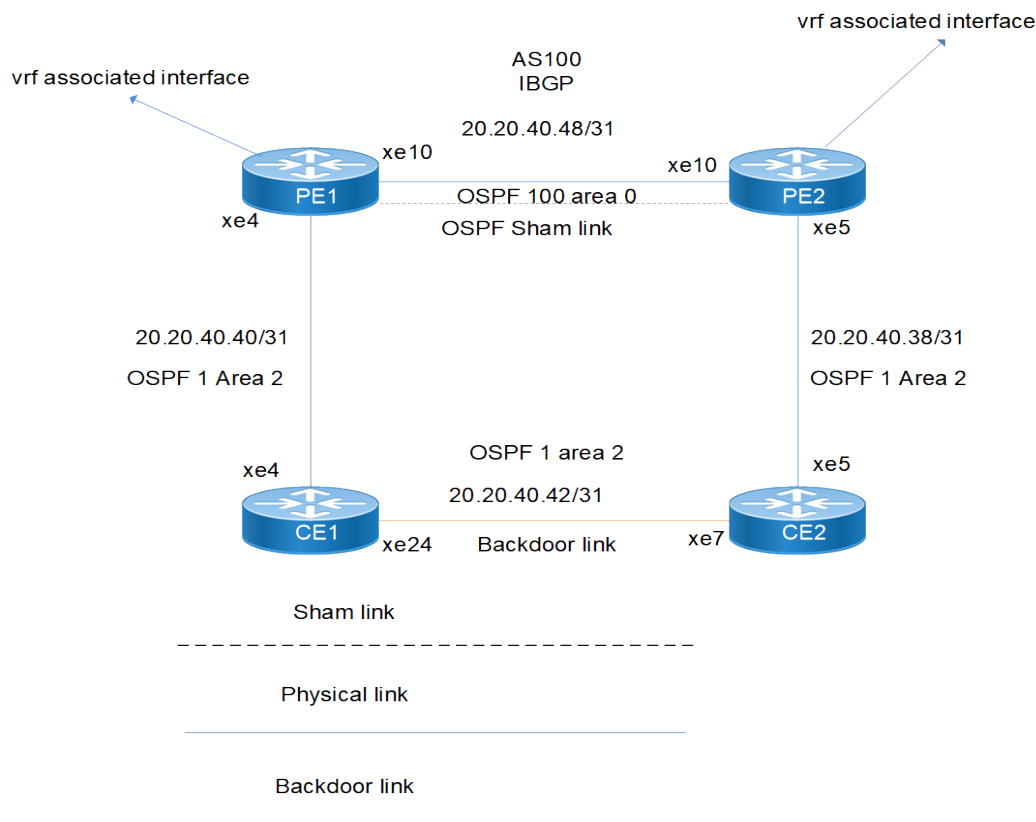 vrf associated interface
vrf associated interface
AS100
IBGP
20.20.40.48/31
xe10
xe10
PE1
OSPF 100 area 0
PE2
xe4
OSPF Sham link
xe5
20.20.40.40/31
20.20.40.38/31
OSPF 1 Area 2
OSPF 1 Area 2
OSPF 1 area 2
xe4
xe5
20.20.40.42/31
CE1
CE2
xe24
Backdoor link
xe7
Sham link
Physical link
Backdoor link